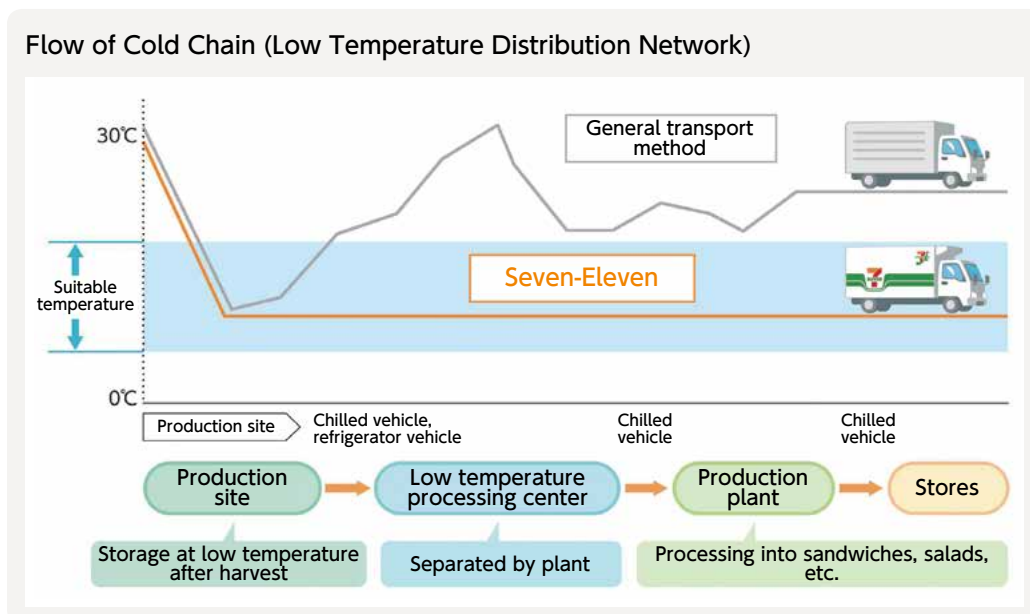 Flow of Cold Chain (Low Temperature Distribution Network)
30℃
General transport
method
Suitable
temperature
Seven-Eleven
0℃
Production site
Chilled vehicle,
refrigerator vehicle
Chilled
vehicle
Chilled
vehicle
Production
site
Low temperature
processing center
Production
plant
Stores
Storage at low temperature
after harvest
Separated by plant
Processing into sandwiches, salads,
etc.